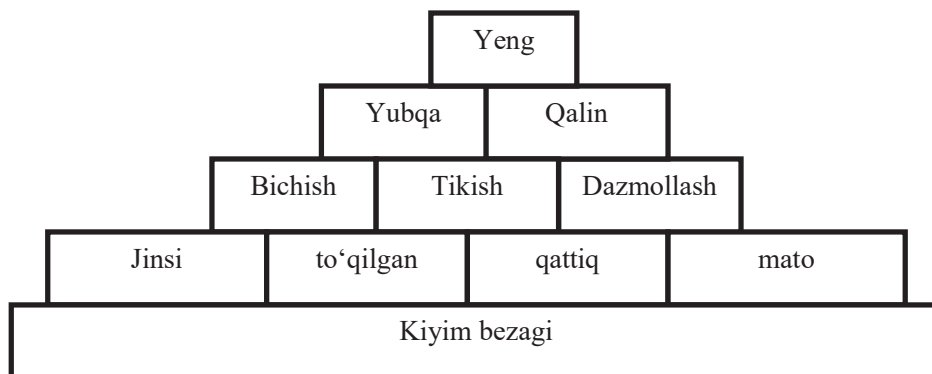 Yeng
Yubqa Qalin
Bichish Tikish Dazmollash
Jinsi to‘qilgan qattiq mato
Kiyim bezagi